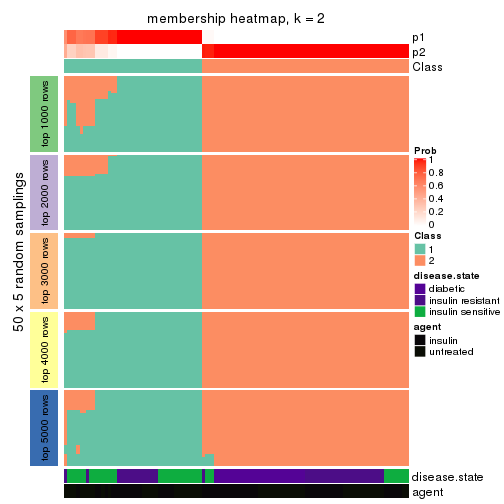 membership heatmap, k = 2
p1
p2
Class
50 x 5 random samplings
top 1000 rows
top 2000 rows
top 3000 rows
top 4000 rows
top 5000 rows
disease.state
agent
Prob
1
0.8
0.6
0.4
0.2
0
Class
1
2
disease.state
diabetic
insulin resistant
insulin sensitive
agent
insulin
untreated